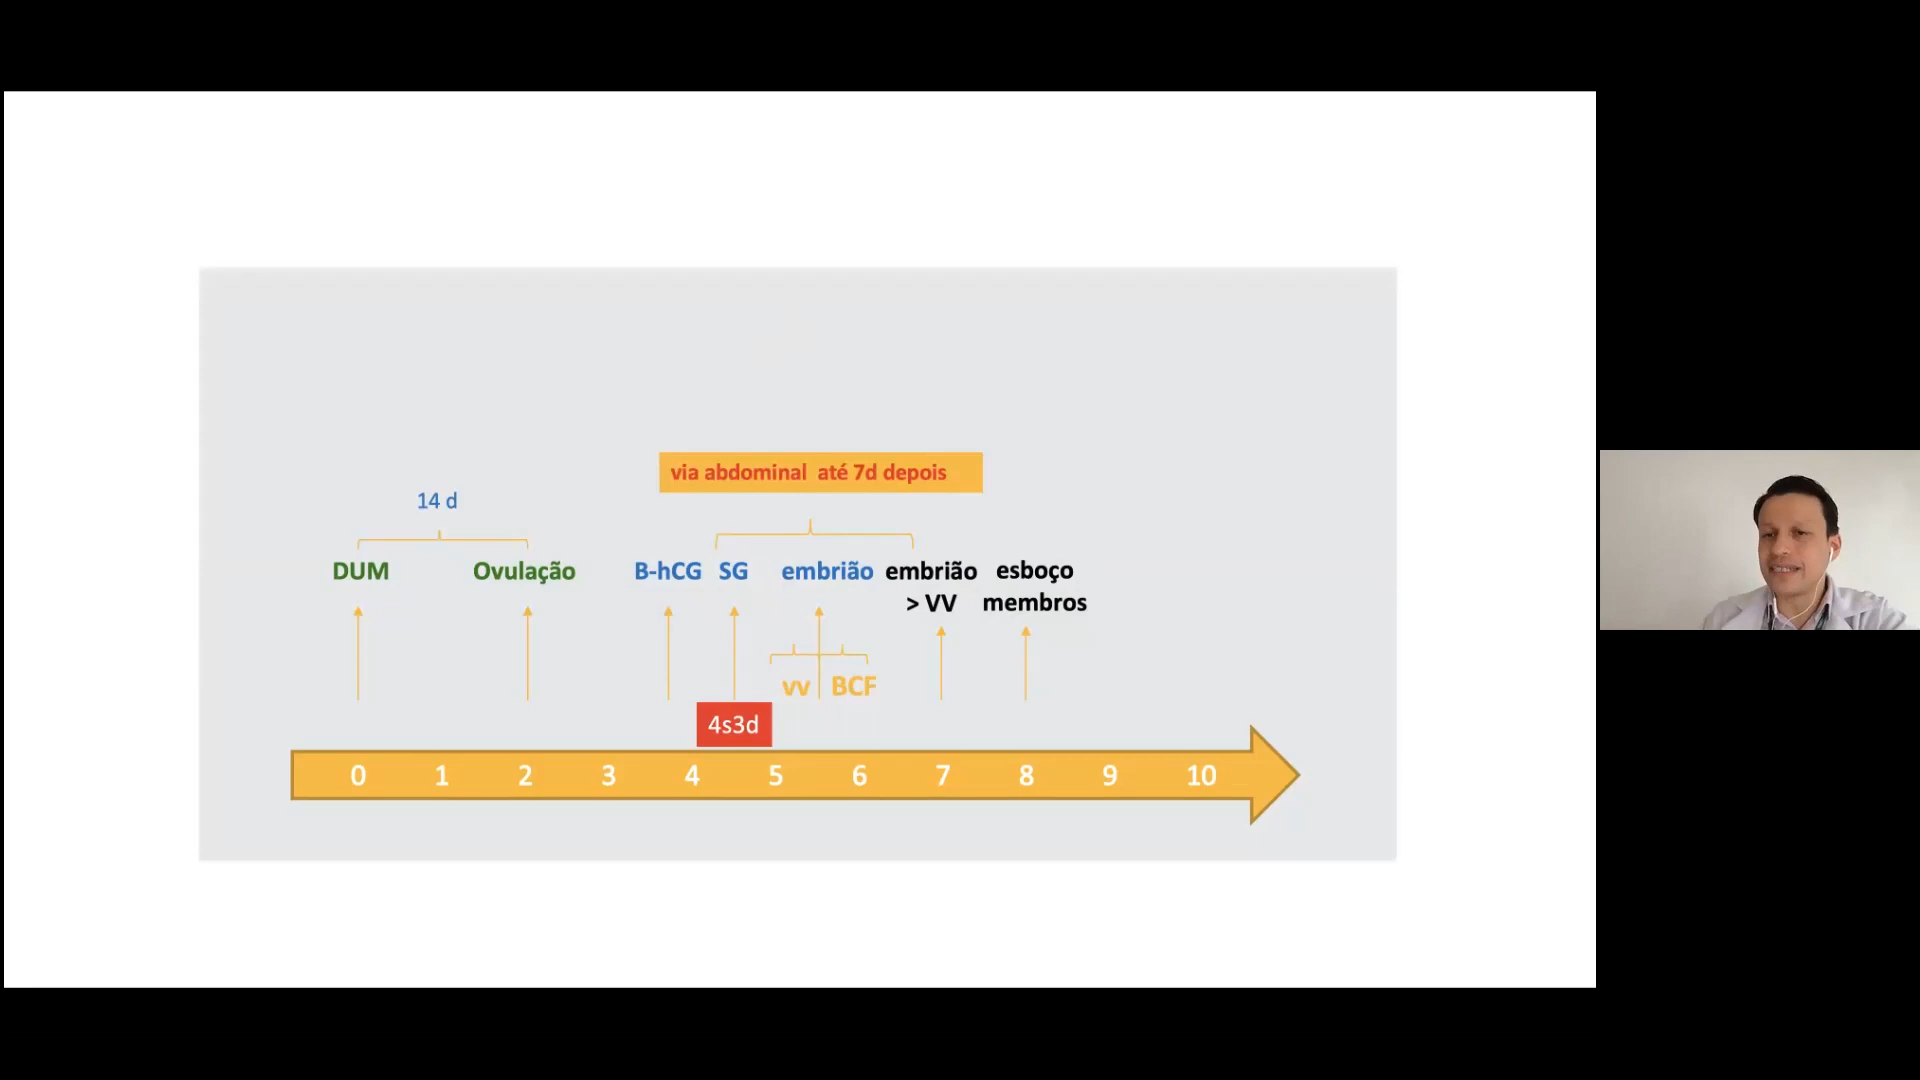 via abdominal até 7d depois
14 d
DUM Ovulação B-hCG SG embrião embrião > VV esboço membros
vv BCF
4s3d
0 1 2 3 4 5 6 7 8 9 10